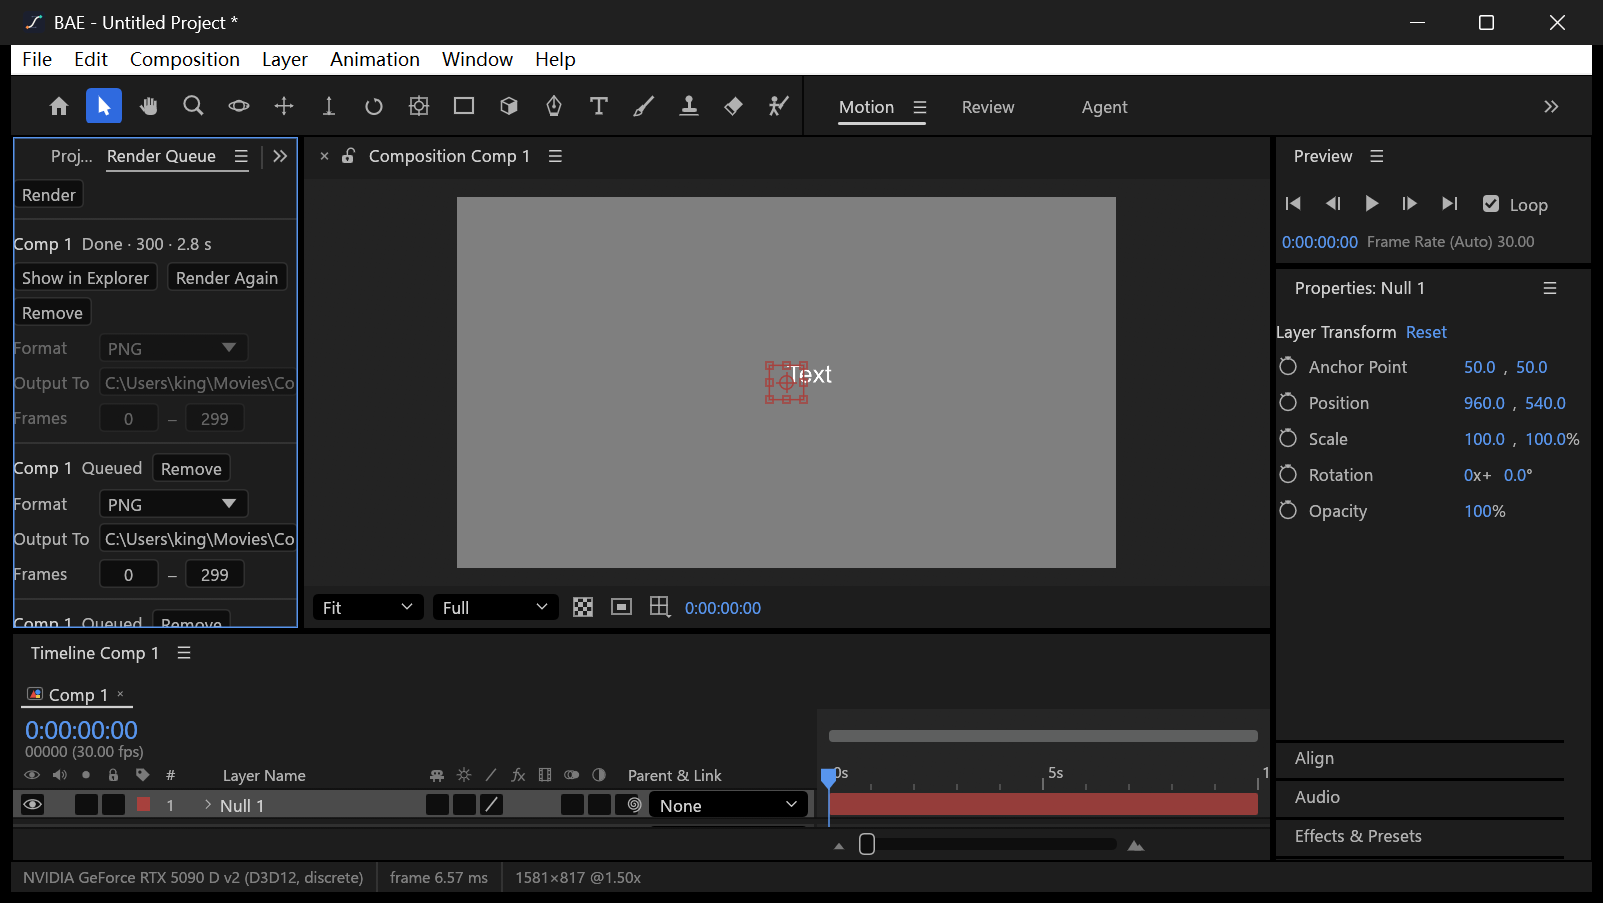 BAE - Untitled Project *
File Edit Composition Layer Animation Window Help
Motion Review Agent
Proj... Render Queue
Composition Comp 1
Preview
Render
Loop
0:00:00:00 Frame Rate (Auto) 30.00
Comp 1 Done · 300 · 2.8 s
Show in Explorer Render Again
Remove
Format PNG
Output To C:\Users\king\Movies\Co
Frames 0 – 299
Comp 1 Queued Remove
Format PNG
Output To C:\Users\king\Movies\Co
Frames 0 – 299
Comp 1 Queued Remove
Text
Fit Full 0:00:00:00
Properties: Null 1
Layer Transform Reset
Anchor Point 50.0 , 50.0
Position 960.0 , 540.0
Scale 100.0 , 100.0%
Rotation 0x+ 0.0°
Opacity 100%
Align
Audio
Effects & Presets
Timeline Comp 1
Comp 1
0:00:00:00
00000 (30.00 fps)
# Layer Name fx Parent & Link
0s 5s 1
1 Null 1 None
NVIDIA GeForce RTX 5090 D v2 (D3D12, discrete) frame 6.57 ms 1581×817 @1.50x